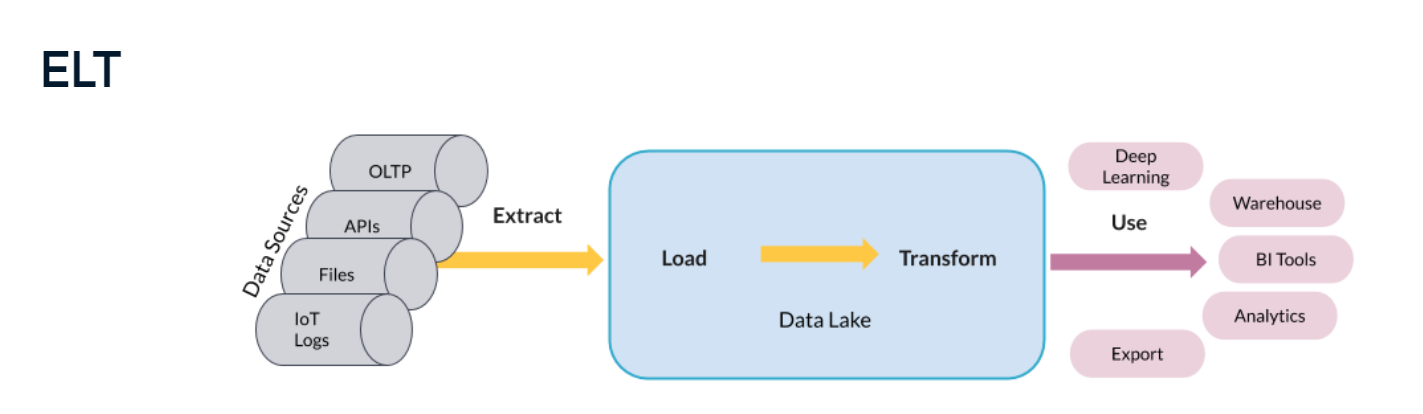 ELT
Data Sources
OLTP
APIs
Files
IoT
Logs
Extract
Load
Transform
Data Lake
Use
Deep
Learning
Warehouse
BI Tools
Analytics
Export